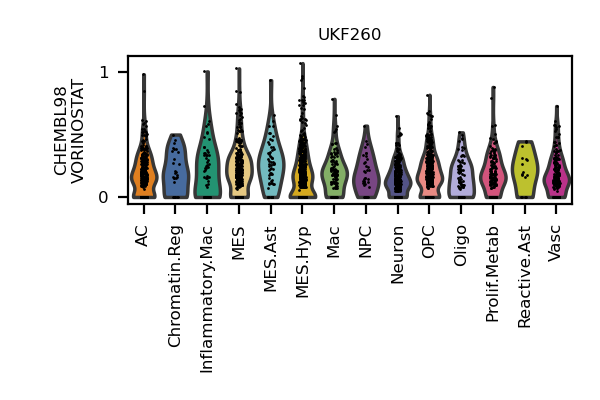 UKF260
CHEMBL98
VORINOSTAT
1
0
AC
Chromatin.Reg
Inflammatory.Mac
MES
MES.Ast
MES.Hyp
Mac
NPC
Neuron
OPC
Oligo
Prolif.Metab
Reactive.Ast
Vasc